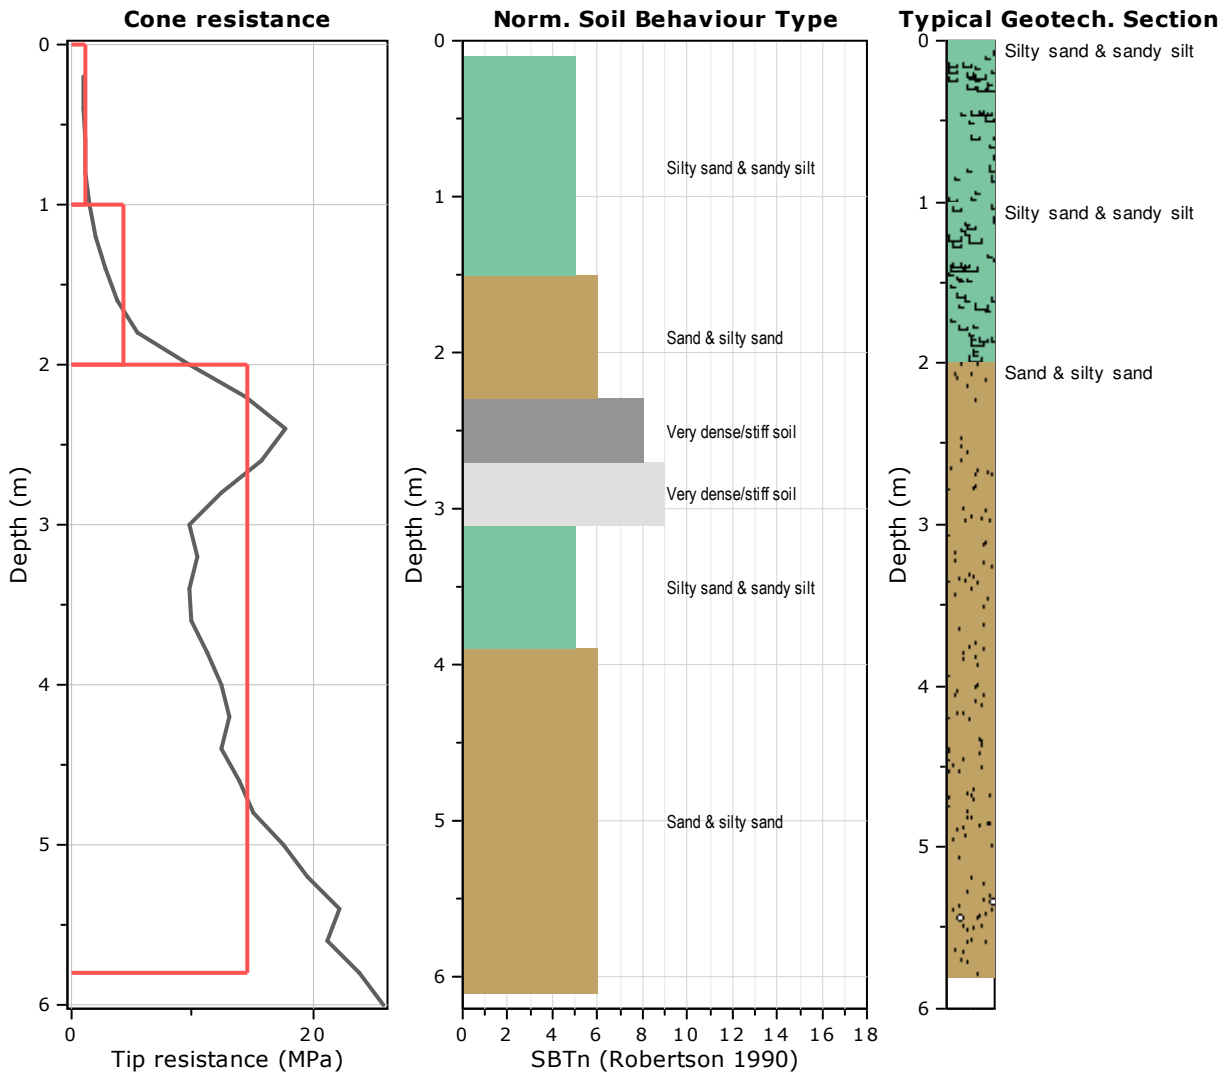 Cone resistance
0
1
2
3
4
5
6
0
20
Depth (m)
Tip resistance (MPa)
Norm. Soil Behaviour Type
0
1
2
3
4
5
6
0 2 4 6 8 10 12 14 16 18
Depth (m)
SBTn (Robertson 1990)
Silty sand & sandy silt
Sand & silty sand
Very dense/stiff soil
Very dense/stiff soil
Silty sand & sandy silt
Sand & silty sand
Typical Geotech. Section
0
1
2
3
4
5
6
Depth (m)
Silty sand & sandy silt
Silty sand & sandy silt
Sand & silty sand